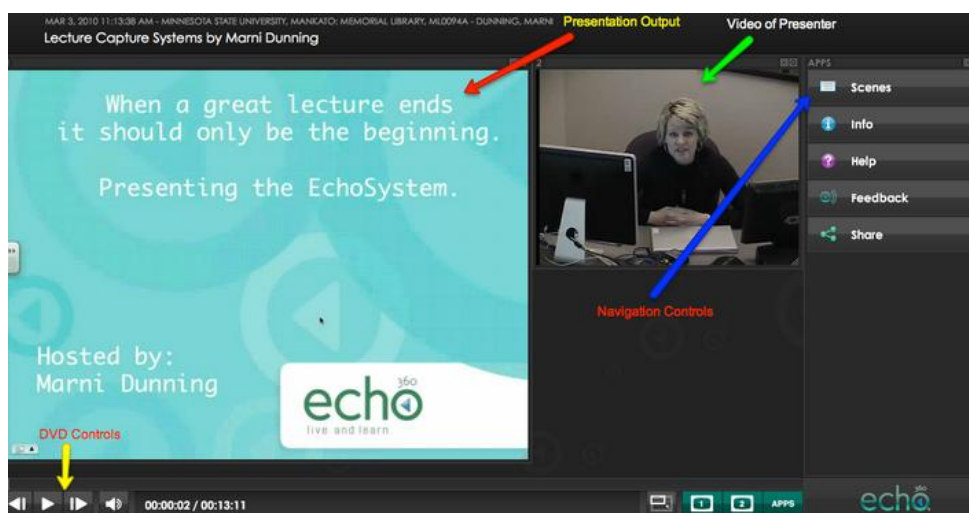 MAR 3, 2010 11:13:38 AM - MINNESOTA STATE UNIVERSITY, MANKATO: MEMORIAL LIBRARY, ML0094A - DUNNING, MARNI
Presentation Output
Video of Presenter
Lecture Capture Systems by Marni Dunning
2
APPS
When a great lecture ends
it should only be the beginning.
Presenting the EchoSystem.
Scenes
Info
Help
Feedback
Share
Navigation Controls
Hosted by:
Marni Dunning
echo
360
live and learn
DVD Controls
00:00:02 / 00:13:11
1
2
APPS
echo
360